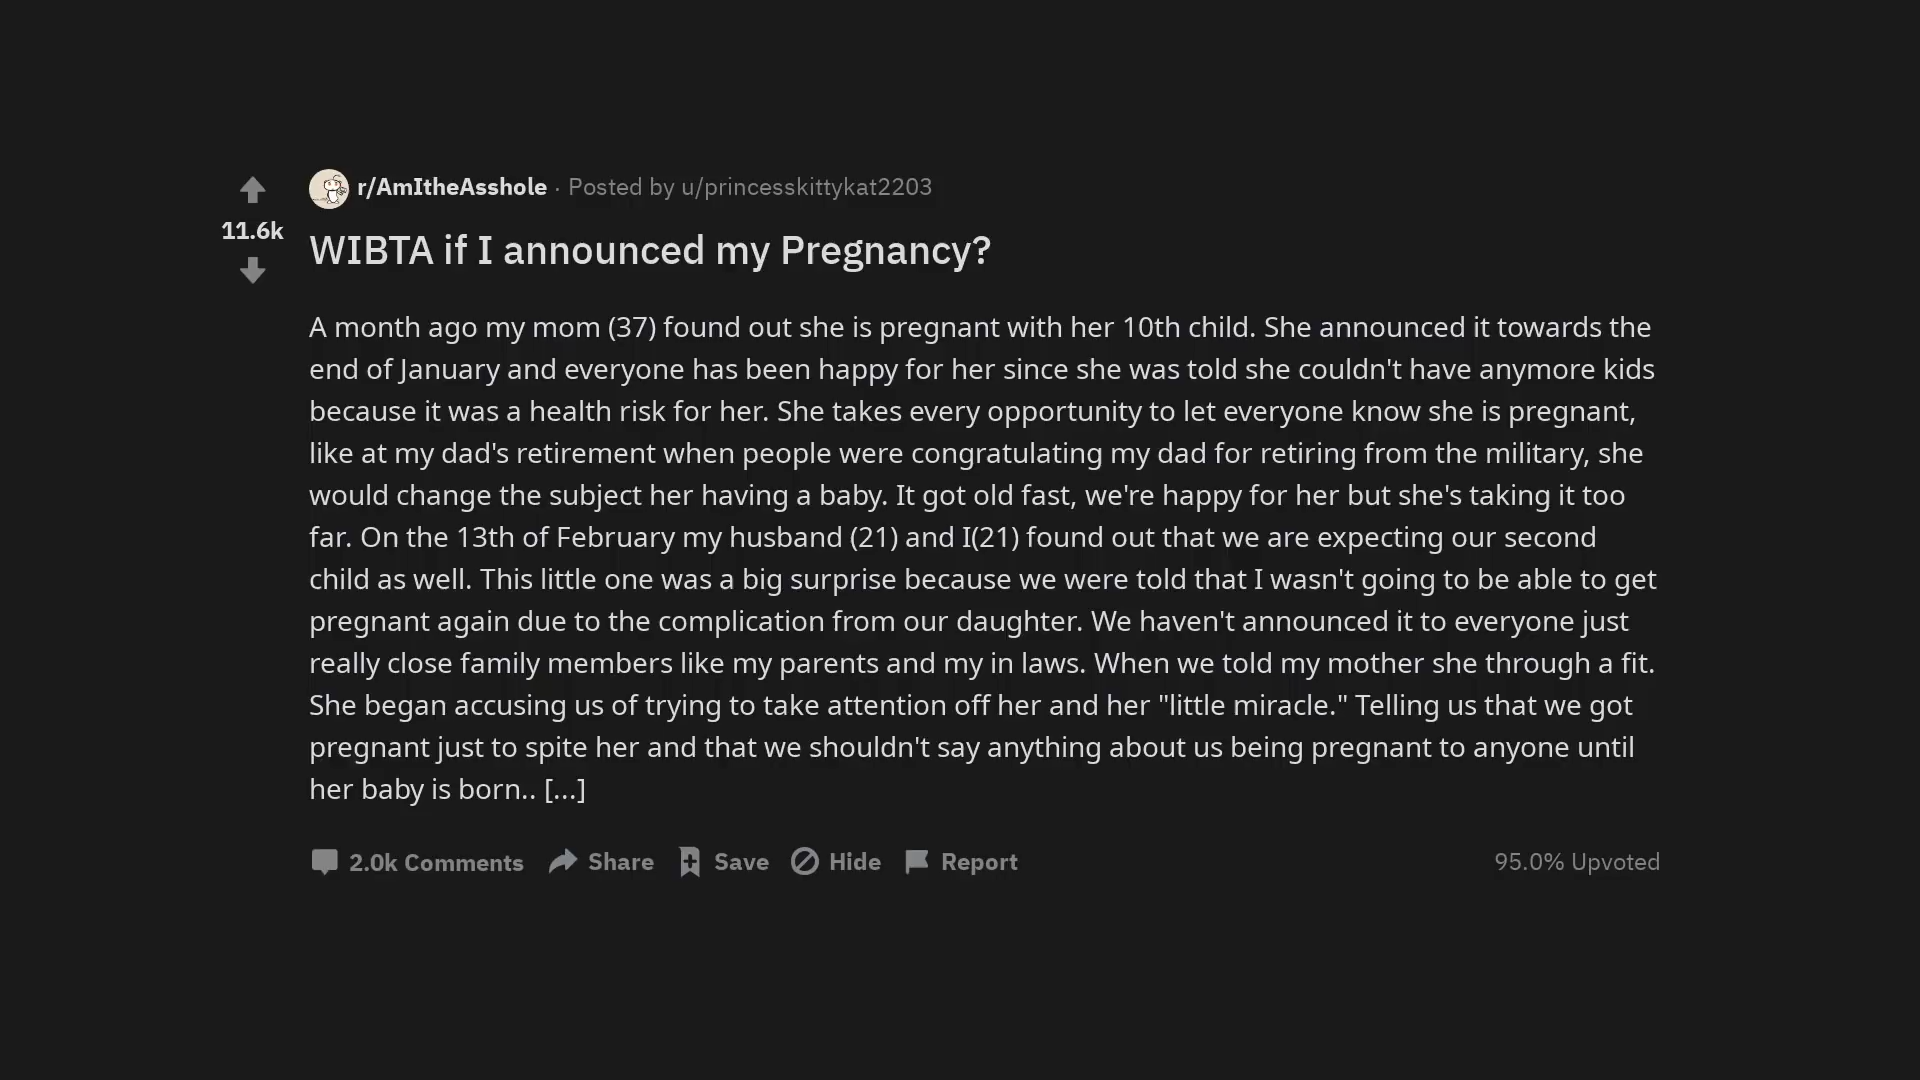 r/AmItheAsshole · Posted by u/princesskittykat2203
11.6k
WIBTA if I announced my Pregnancy?
A month ago my mom (37) found out she is pregnant with her 10th child. She announced it towards the
end of January and everyone has been happy for her since she was told she couldn't have anymore kids
because it was a health risk for her. She takes every opportunity to let everyone know she is pregnant,
like at my dad's retirement when people were congratulating my dad for retiring from the military, she
would change the subject her having a baby. It got old fast, we're happy for her but she's taking it too
far. On the 13th of February my husband (21) and I(21) found out that we are expecting our second
child as well. This little one was a big surprise because we were told that I wasn't going to be able to get
pregnant again due to the complication from our daughter. We haven't announced it to everyone just
really close family members like my parents and my in laws. When we told my mother she through a fit.
She began accusing us of trying to take attention off her and her "little miracle." Telling us that we got
pregnant just to spite her and that we shouldn't say anything about us being pregnant to anyone until
her baby is born.. [...]
2.0k Comments Share Save Hide Report 95.0% Upvoted